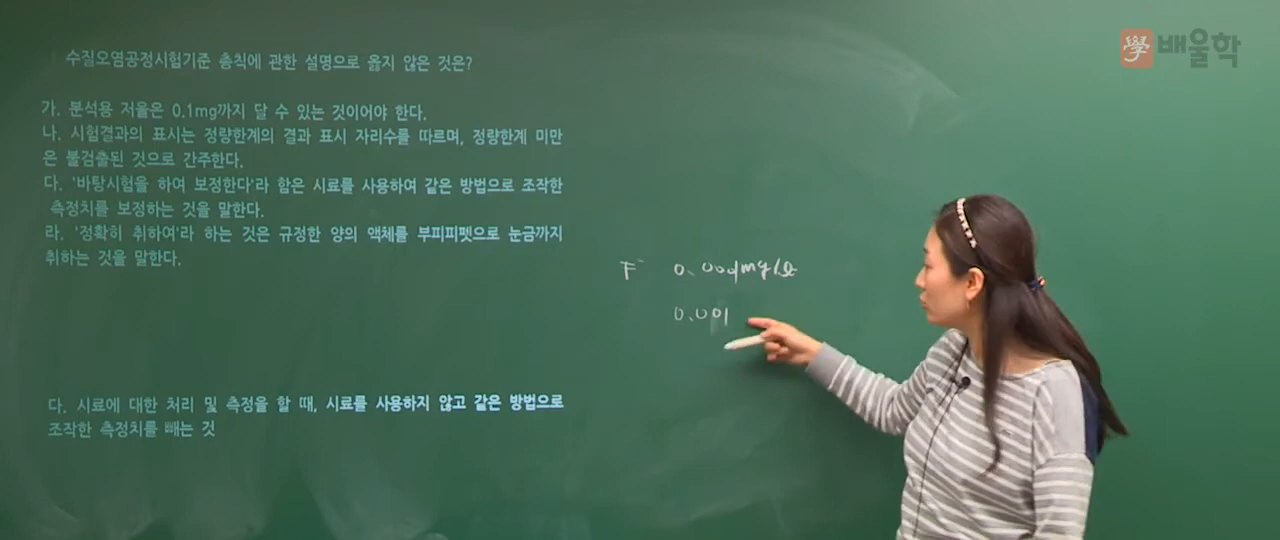 수질오염공정시험기준 총칙에 관한 설명으로 옳지 않은 것은?
가. 분석용 저울은 0.1mg까지 달 수 있는 것이어야 한다.
나. 시험결과의 표시는 정량한계의 결과 표시 자리수를 따르며, 정량한계 미만
은 불검출된 것으로 간주한다.
다. '바탕시험을 하여 보정한다'라 함은 시료를 사용하여 같은 방법으로 조작한
측정치를 보정하는 것을 말한다.
라. '정확히 취하여'라 하는 것은 규정한 양의 액체를 부피피펫으로 눈금까지
취하는 것을 말한다.
F⁻ mg/ℓ
0.001
다. 시료에 대한 처리 및 측정을 할 때, 시료를 사용하지 않고 같은 방법으로
조작한 측정치를 빼는 것
學 배울학